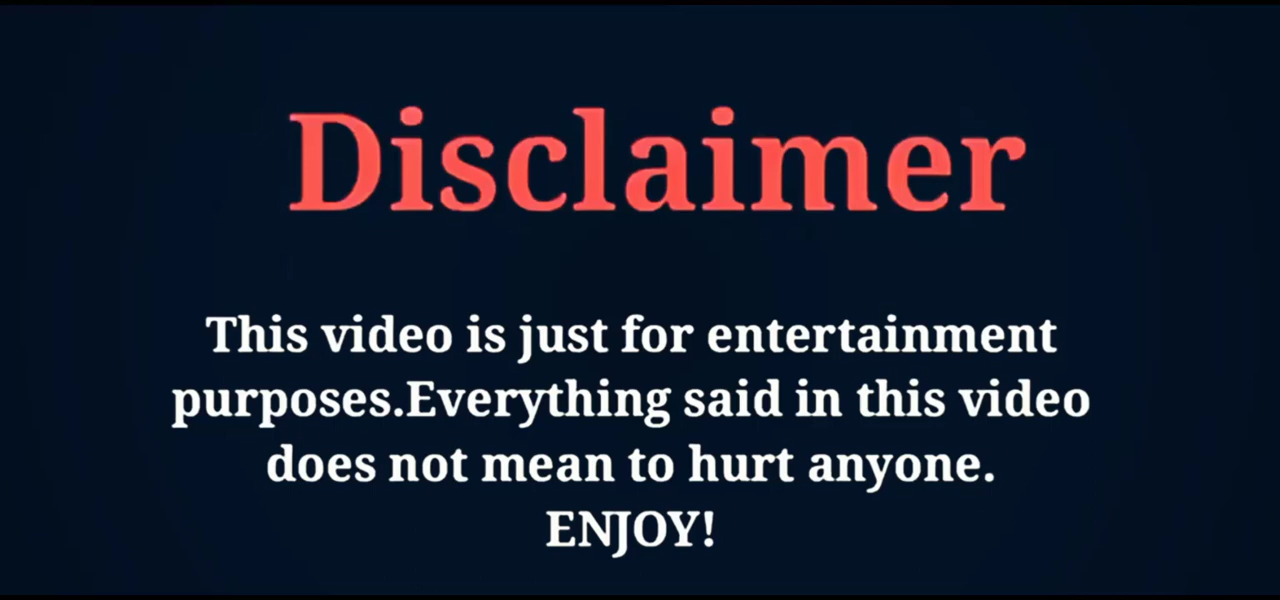 Disclaimer
This video is just for entertainment
purposes.Everything said in this video
does not mean to hurt anyone.
ENJOY!